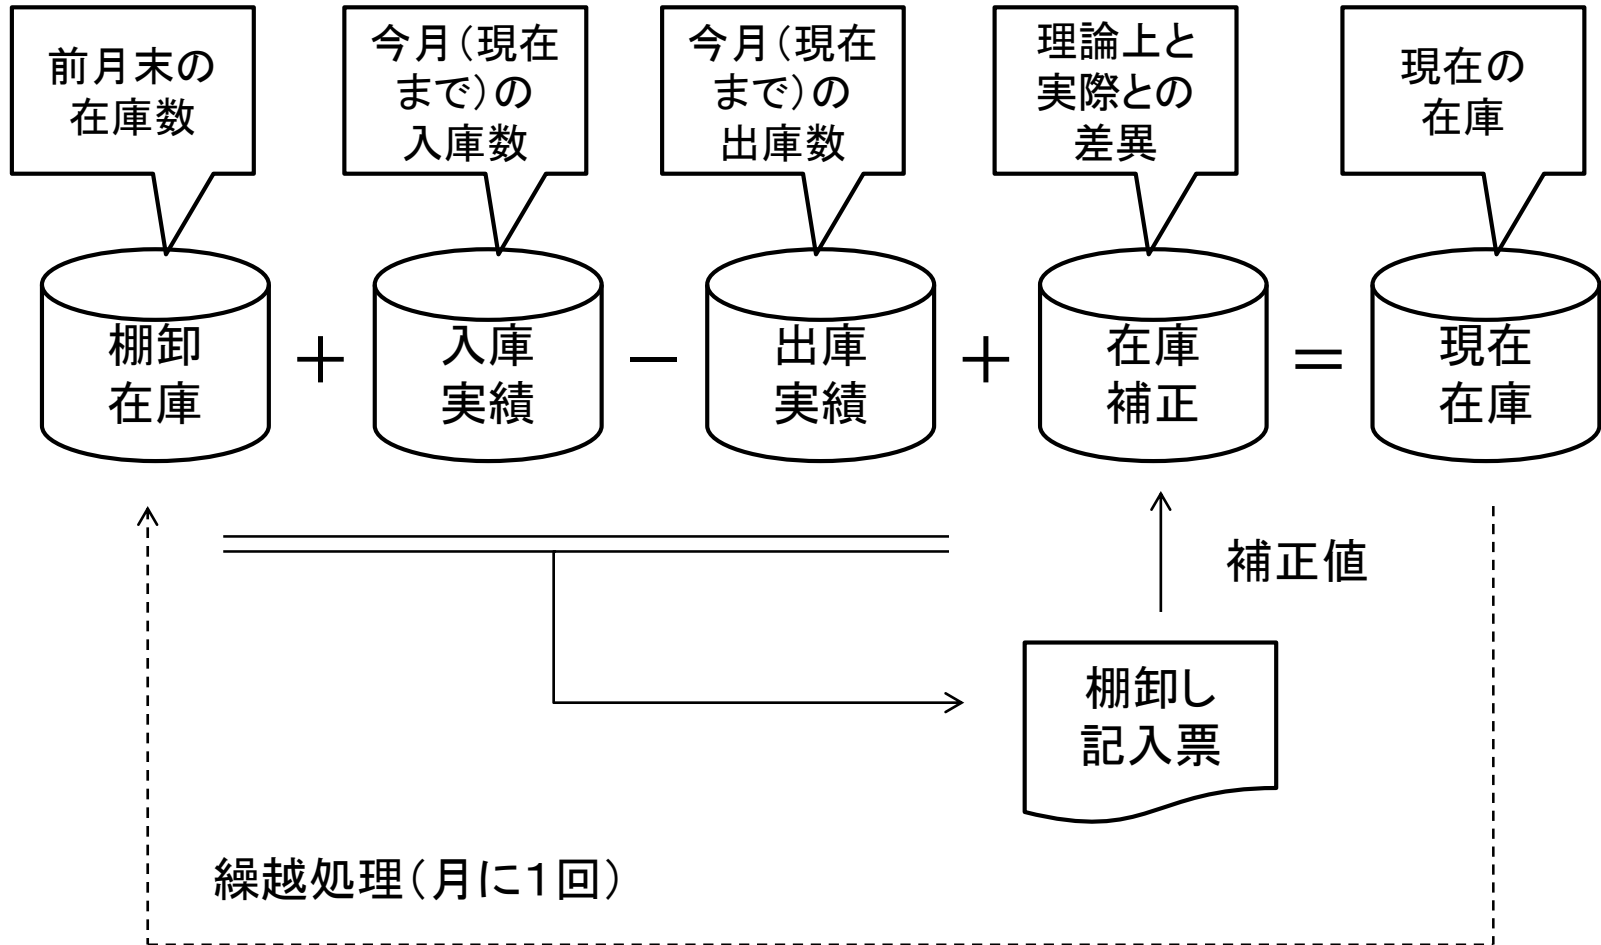 前月末の
在庫数
今月（現在
まで）の
入庫数
今月（現在
まで）の
出庫数
理論上と
実際との
差異
現在の
在庫
棚卸
在庫
＋
入庫
実績
－
出庫
実績
＋
在庫
補正
＝
現在
在庫
補正値
棚卸し
記入票
繰越処理（月に１回）